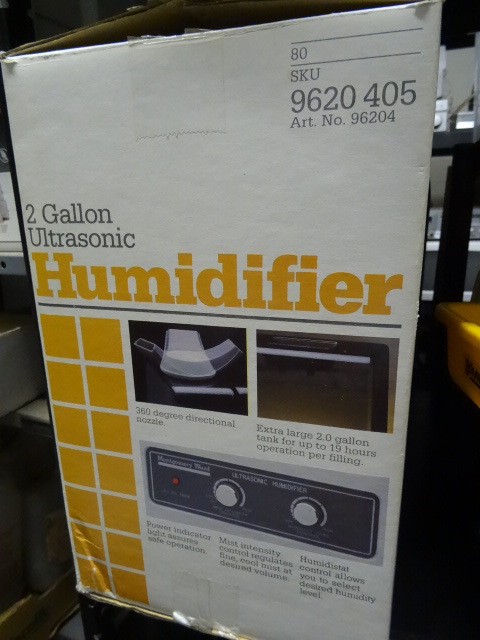 80
SKU
9620 405
Art. No. 96204
2 Gallon
Ultrasonic
Humidifier
360 degree directional
nozzle.
Extra large 2.0 gallon
tank for up to 19 hours
operation per filling.
Montgomery Ward
ULTRASONIC HUMIDIFIER
Power indicator
light assures
safe operation.
Mist intensity
control regulates
fine, cool mist at
desired volume.
Humidistat
control allows
you to select
desired humidity
level.